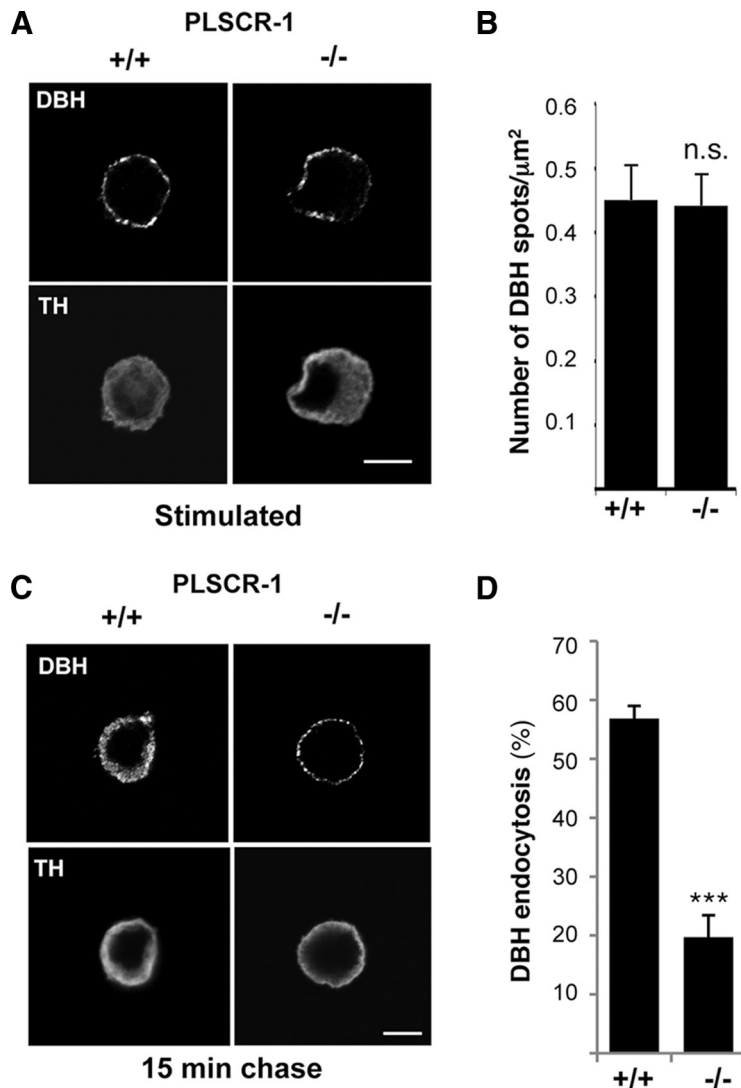 A
PLSCR-1
+/+ -/-
DBH
TH
Stimulated
B
Number of DBH spots/µm²
0.6
0.5
0.4
0.3
0.2
0.1
n.s.
+/+ -/-
C
PLSCR-1
+/+ -/-
DBH
TH
15 min chase
D
DBH endocytosis (%)
70
60
50
40
30
20
10
***
+/+ -/-